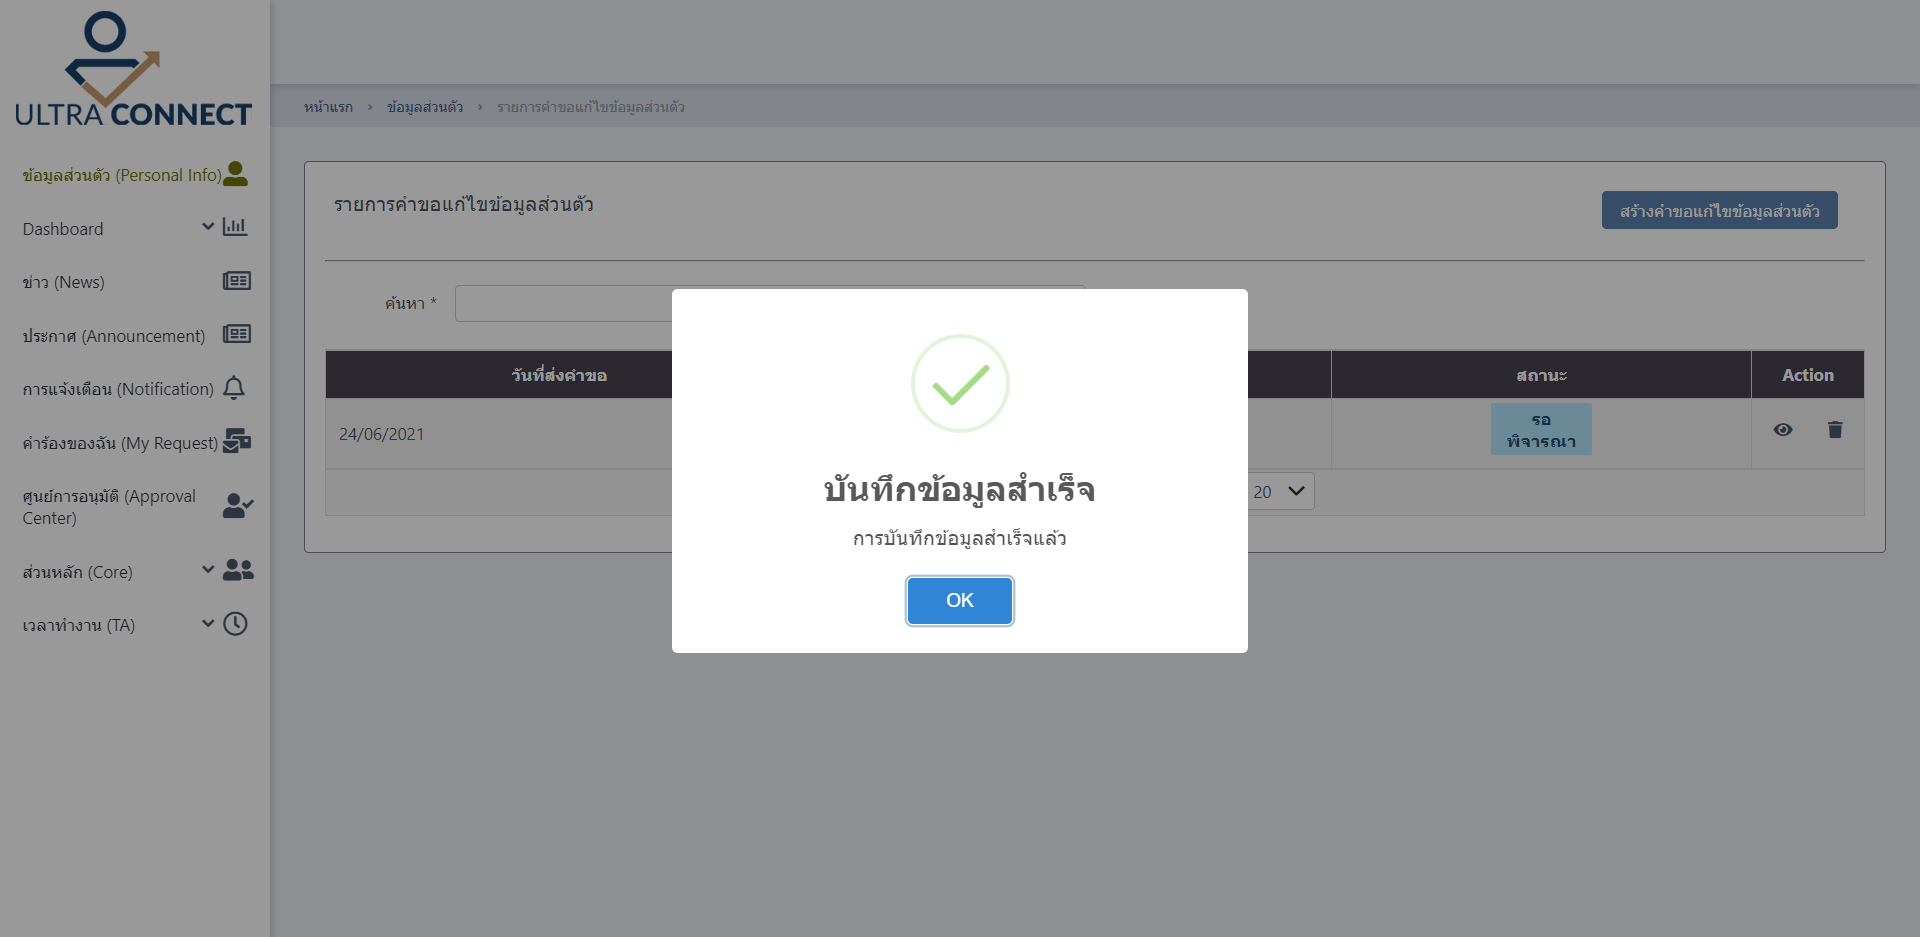 ULTRA CONNECT
ข้อมูลส่วนตัว (Personal Info)
Dashboard
ข่าว (News)
ประกาศ (Announcement)
การแจ้งเตือน (Notification)
คำร้องของฉัน (My Request)
ศูนย์การอนุมัติ (Approval
Center)
ส่วนหลัก (Core)
เวลาทำงาน (TA)
หน้าแรก › ข้อมูลส่วนตัว › รายการคำขอแก้ไขข้อมูลส่วนตัว
รายการคำขอแก้ไขข้อมูลส่วนตัว
สร้างคำขอแก้ไขข้อมูลส่วนตัว
ค้นหา *
วันที่ส่งคำขอ สถานะ Action
24/06/2021
รอ
พิจารณา
20
บันทึกข้อมูลสำเร็จ
การบันทึกข้อมูลสำเร็จแล้ว
OK